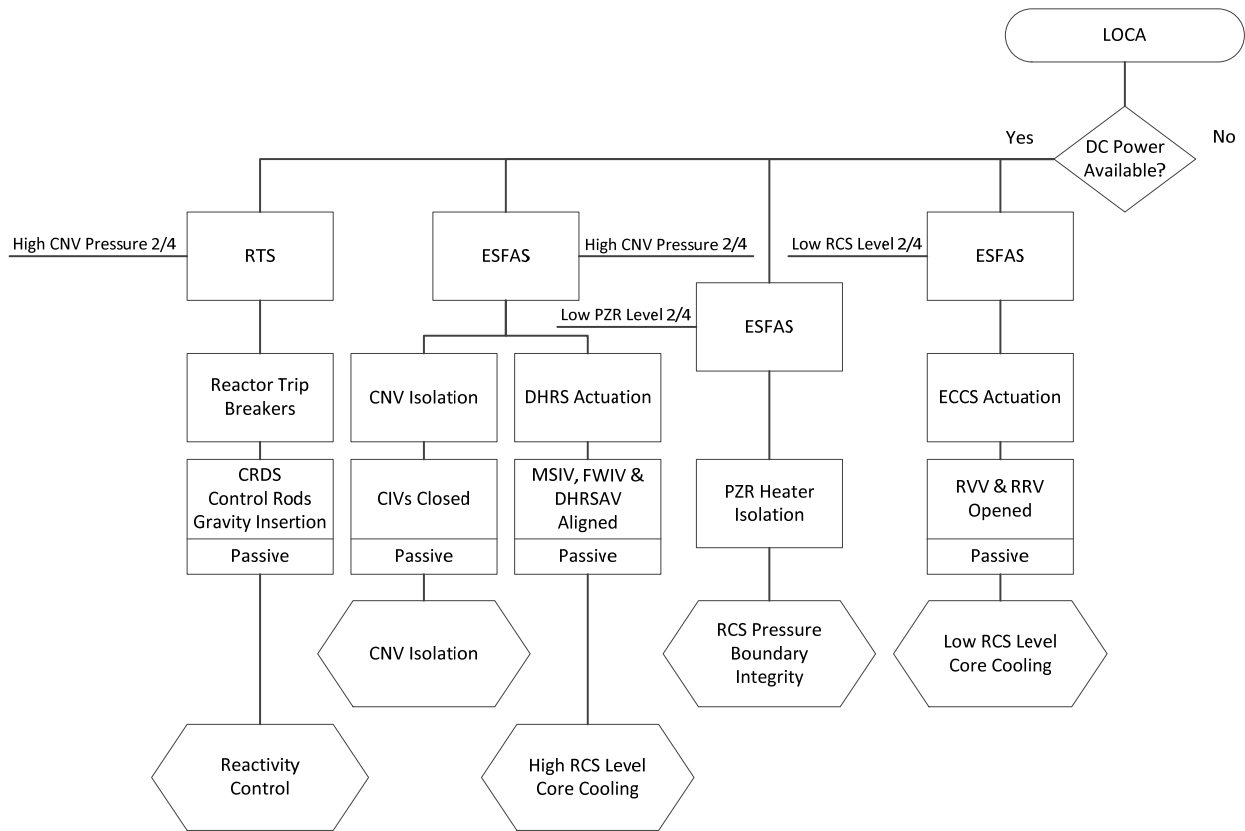 LOCA
DC Power
Available?
Yes
No
High CNV Pressure 2/4
RTS
ESFAS
High CNV Pressure 2/4
Low RCS Level 2/4
ESFAS
Low PZR Level 2/4
ESFAS
Reactor Trip
Breakers
CNV Isolation
DHRS Actuation
ECCS Actuation
CRDS
Control Rods
Gravity Insertion
Passive
CIVs Closed
Passive
MSIV, FWIV &
DHRSAV
Aligned
Passive
PZR Heater
Isolation
RVV & RRV
Opened
Passive
CNV Isolation
RCS Pressure
Boundary
Integrity
Low RCS Level
Core Cooling
Reactivity
Control
High RCS Level
Core Cooling